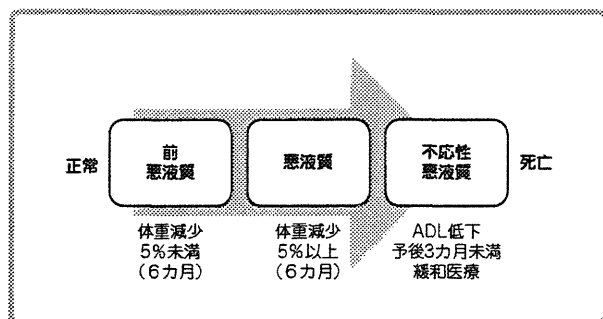 正常
前
悪液質
悪液質
不応性
悪液質
死亡
体重減少
5%未満
(6カ月)
体重減少
5%以上
(6カ月)
ADL低下
予後3カ月未満
緩和医療